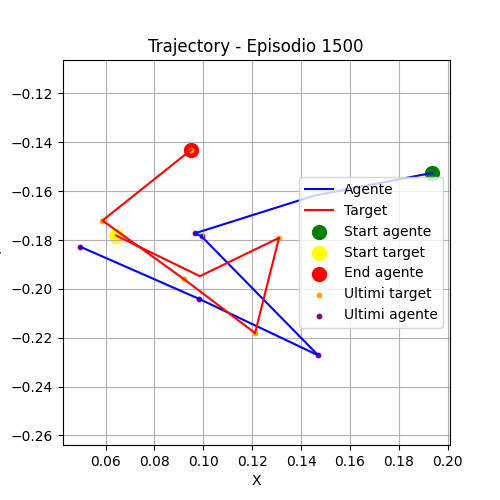 Trajectory - Episodio 1500
−0.12
−0.14
−0.16
−0.18
−0.20
−0.22
−0.24
−0.26
Agente
Target
Start agente
Start target
End agente
Ultimi target
Ultimi agente
0.06 0.08 0.10 0.12 0.14 0.16 0.18 0.20
X